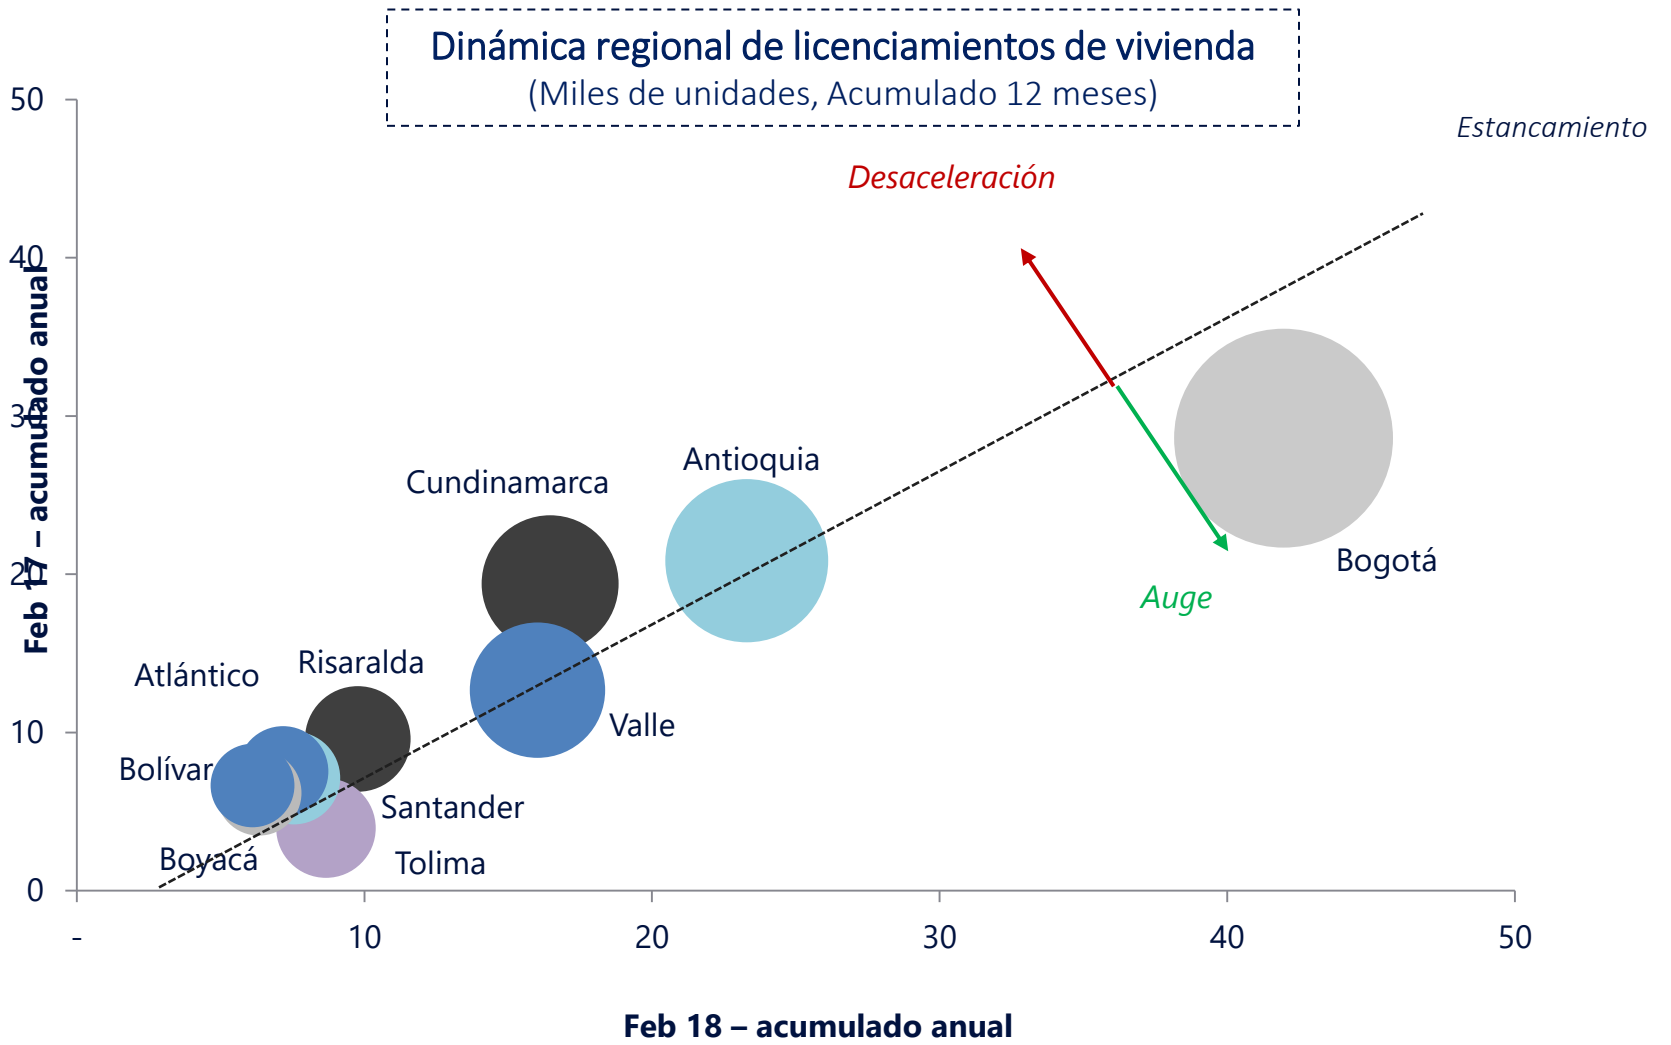 Dinámica regional de licenciamientos de vivienda
(Miles de unidades, Acumulado 12 meses)
50
Estancamiento
Desaceleración
40
Feb 17 – acumulado anual
30
Antioquia
Cundinamarca
20
Bogotá
Auge
Risaralda
Atlántico
Valle
10
Bolívar
Santander
Boyacá
Tolima
0
-
10
20
30
40
50
Feb 18 – acumulado anual